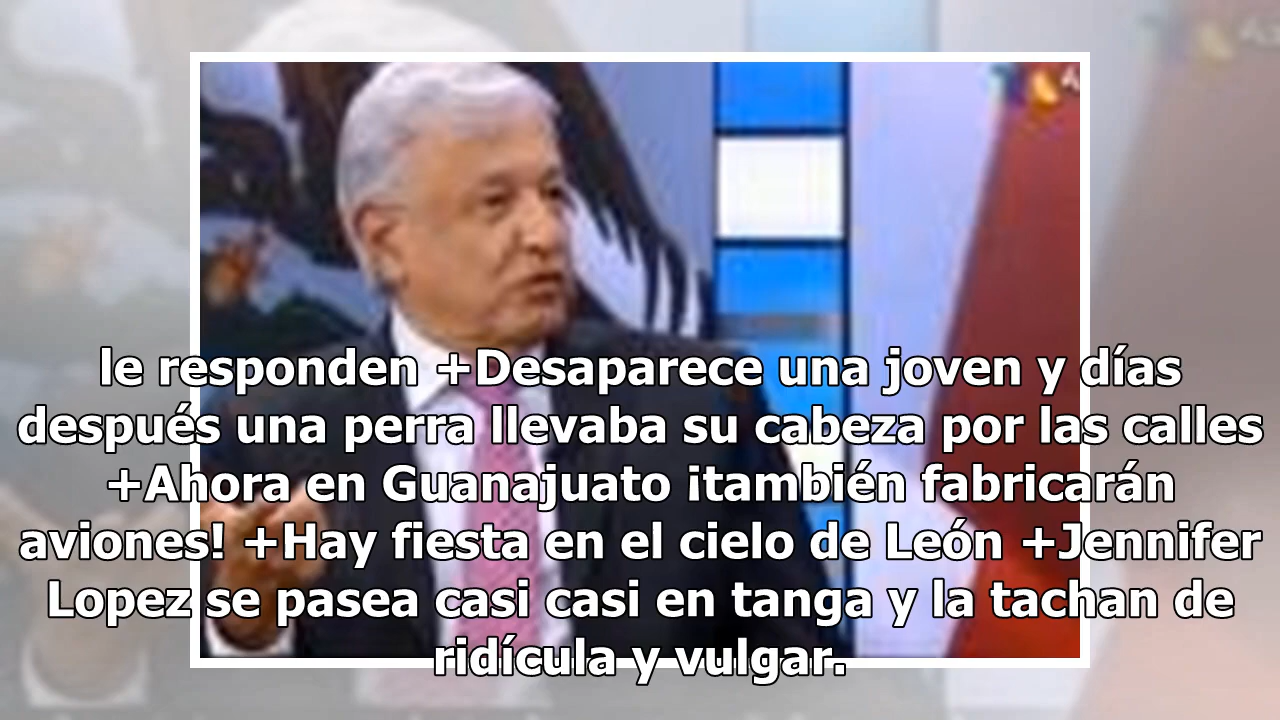 le responden +Desaparece una joven y días
después una perra llevaba su cabeza por las calles
+Ahora en Guanajuato ¡también fabricarán
aviones! +Hay fiesta en el cielo de León +Jennifer
Lopez se pasea casi casi en tanga y la tachan de
ridícula y vulgar.